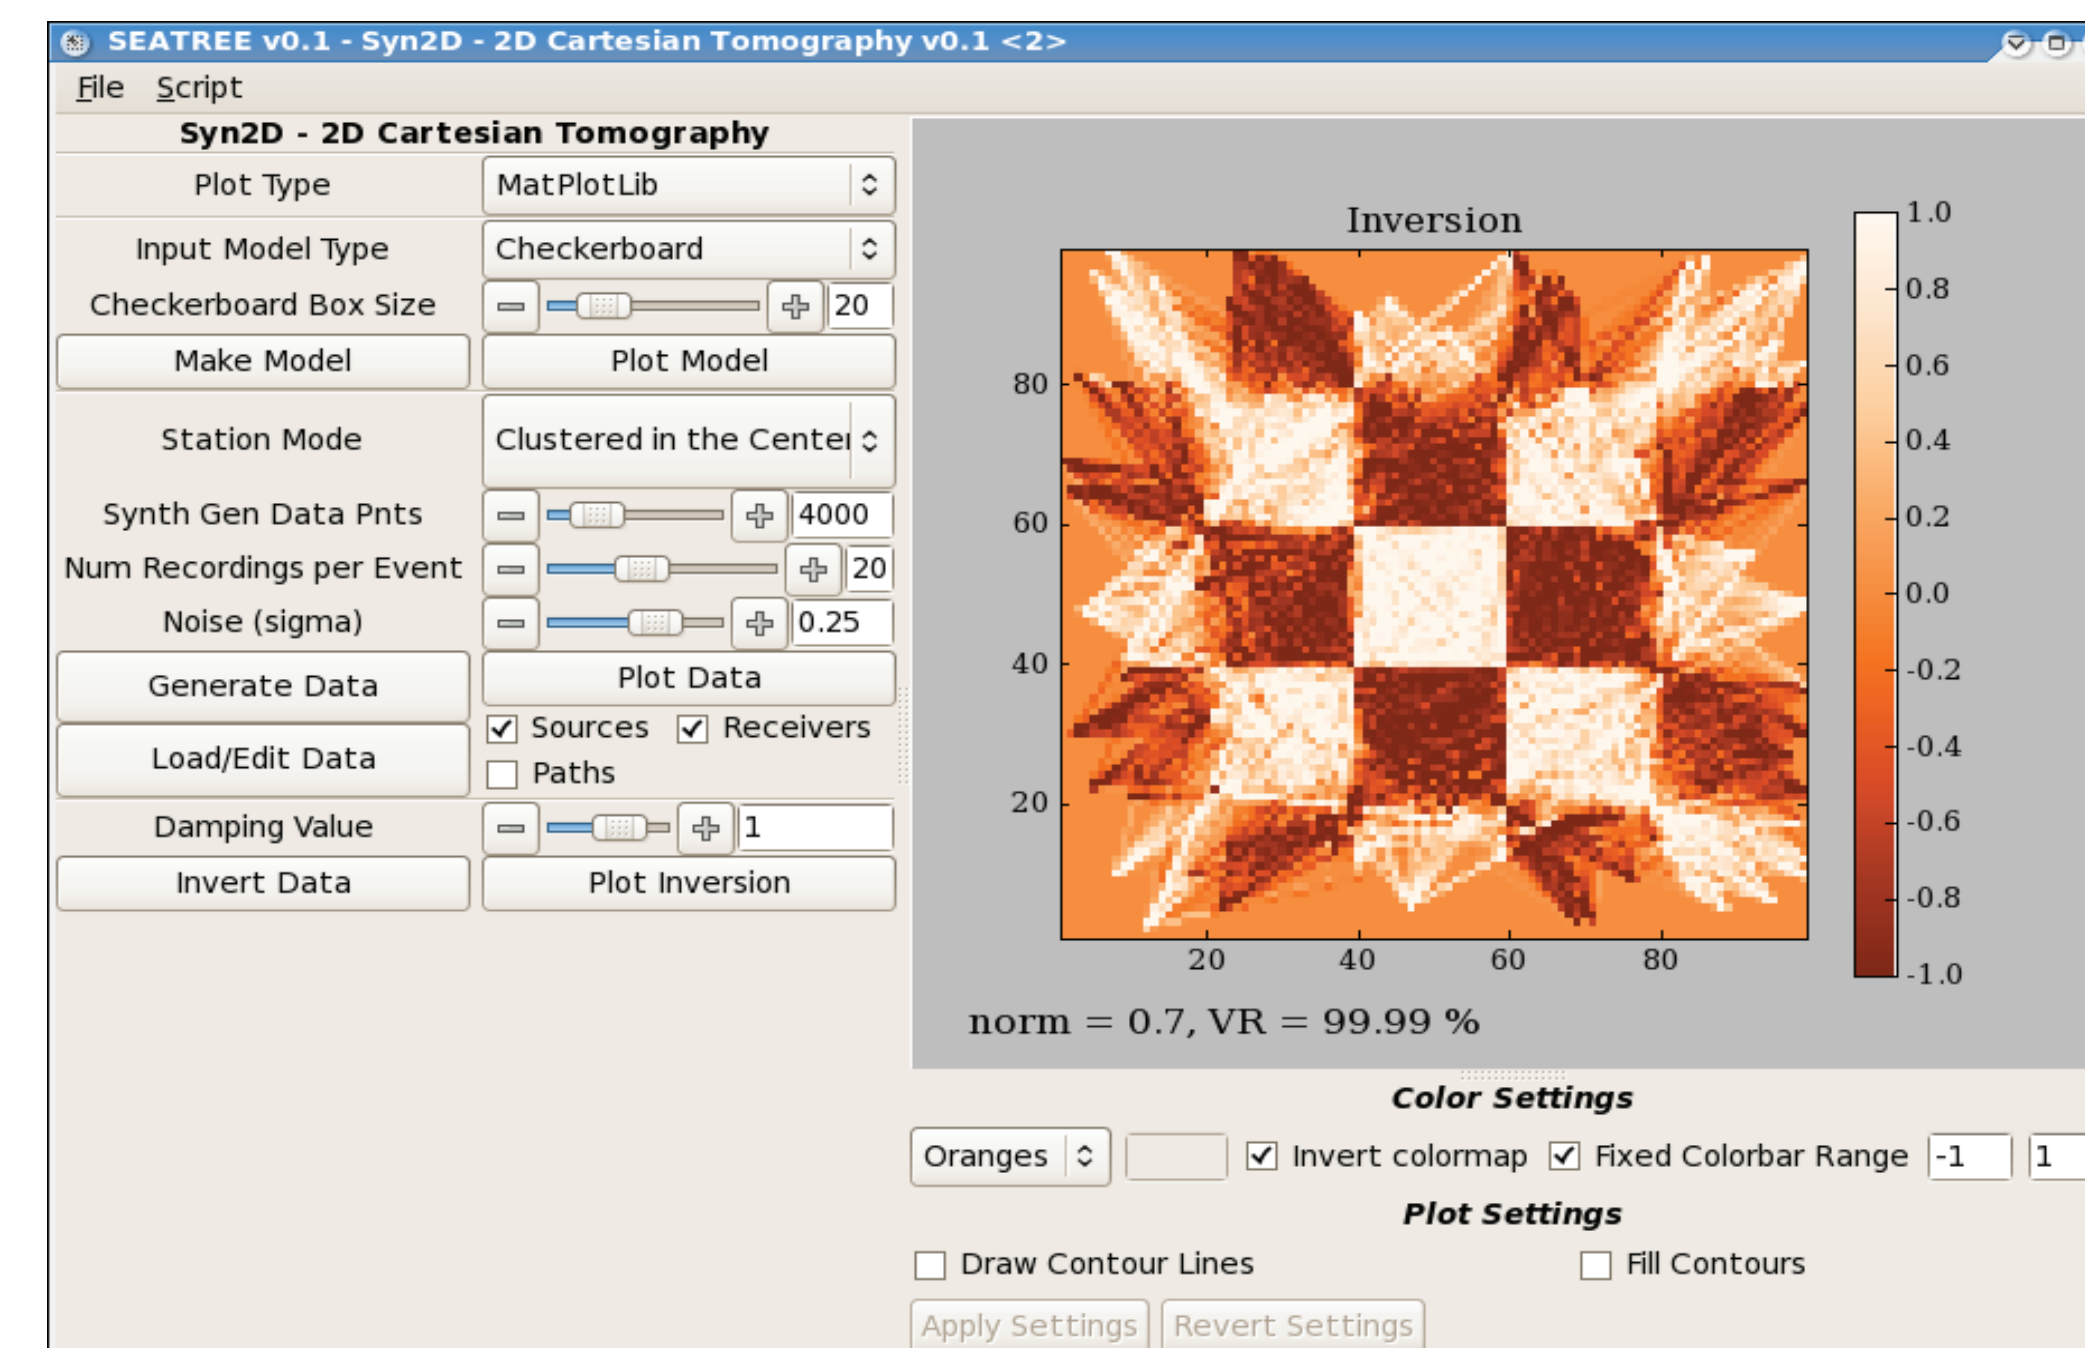 SEATREE v0.1 - Syn2D - 2D Cartesian Tomography v0.1 <2>
File Script
Syn2D - 2D Cartesian Tomography
Plot Type MatPlotLib
Input Model Type Checkerboard
Checkerboard Box Size 20
Make Model Plot Model
Station Mode Clustered in the Center
Synth Gen Data Pnts 4000
Num Recordings per Event 20
Noise (sigma) 0.25
Generate Data Plot Data
Sources Receivers
Load/Edit Data
Paths
Damping Value 1
Invert Data Plot Inversion
Inversion
80
60
40
20
20 40 60 80
1.0
0.8
0.6
0.4
0.2
0.0
-0.2
-0.4
-0.6
-0.8
-1.0
norm = 0.7, VR = 99.99 %
Color Settings
Oranges Invert colormap Fixed Colorbar Range -1 1
Plot Settings
Draw Contour Lines Fill Contours
Apply Settings Revert Settings